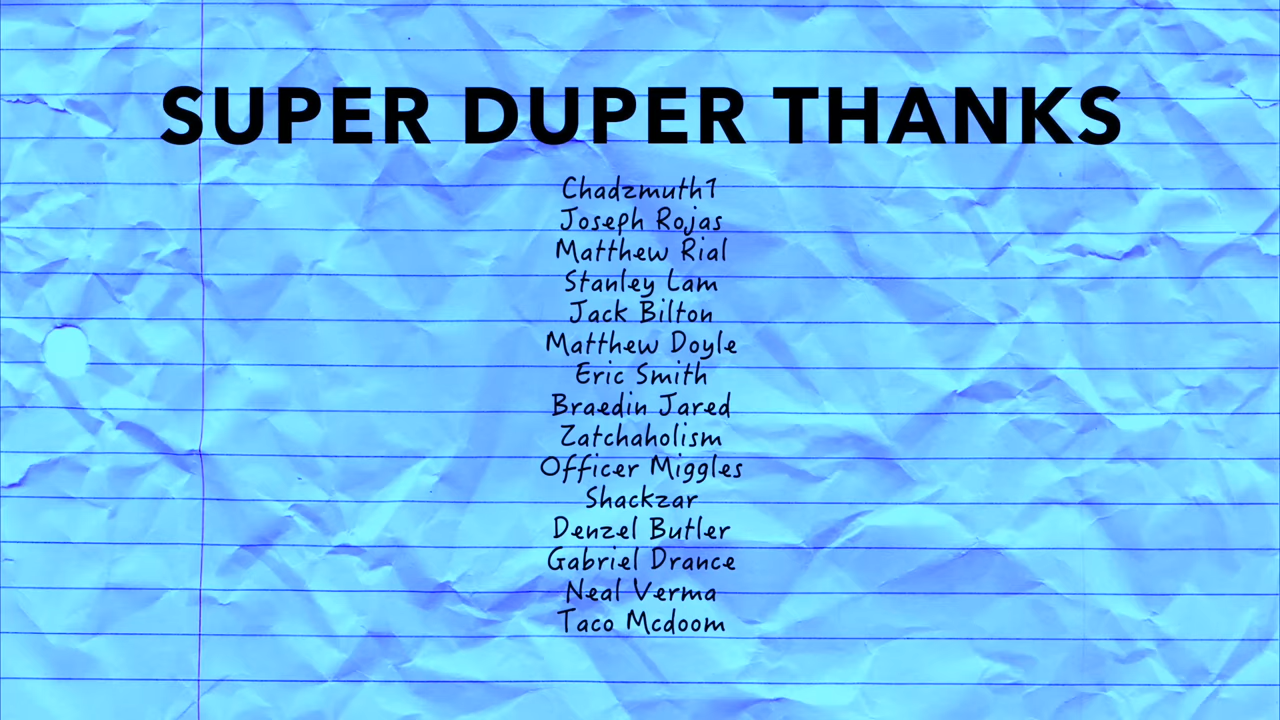 SUPER DUPER THANKS
Chadzmuth1
Joseph Rojas
Matthew Rial
Stanley Lam
Jack Bilton
Matthew Doyle
Eric Smith
Braedin Jared
Zatchaholism
Officer Miggles
Shackzar
Denzel Butler
Gabriel Drance
Neal Verma
Taco Mcdoom